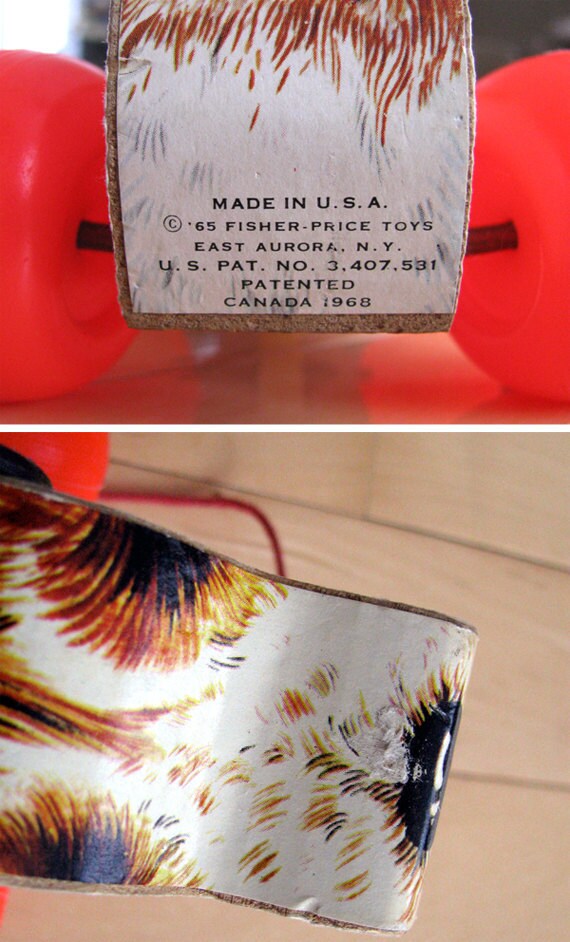 MADE IN U.S.A.
© '65 FISHER-PRICE TOYS
EAST AURORA, N.Y.
U.S. PAT. NO. 3,407,531
PATENTED
CANADA 1968